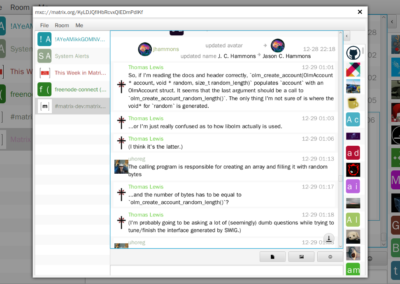 mxc://matrix.org/
File Room Me
System Alerts
This Week in Matri...
freenode-connect (
#matrix-dev:matrix...
updated avatar
jhammons
12-28 22:18
updated name J. C. Hammons → Jason C. Hammons
Thomas Lewis 12-29 01:01
So, if I'm reading the docs and header correctly, `olm_create_account(OlmAccount
* account, void * random, size_t random_length)` populates `account` with an
OlmAccount struct. It seems that the last argument should be a call to
`olm_create_account_random_length()`. The only thing I'm not sure of is where the
void* for `random` is generated.
Thomas Lewis 12-29 01:03
...or I'm just really confused as to how libolm actually is used.
Thomas Lewis 12-29 01:06
(I think it's the latter.)
uhoreg 12-29 01:13
The calling program is responsible for creating an array and filling it with random
bytes
Thomas Lewis 12-29 01:17
...and the number of bytes has to be equal to
`olm_create_account_random_length()`?
Thomas Lewis 12-29 01:18
(I'm probably going to be asking a lot of (seemingly) dumb questions while trying to
tune/finish the interface generated by SWIG.)
uhoreg